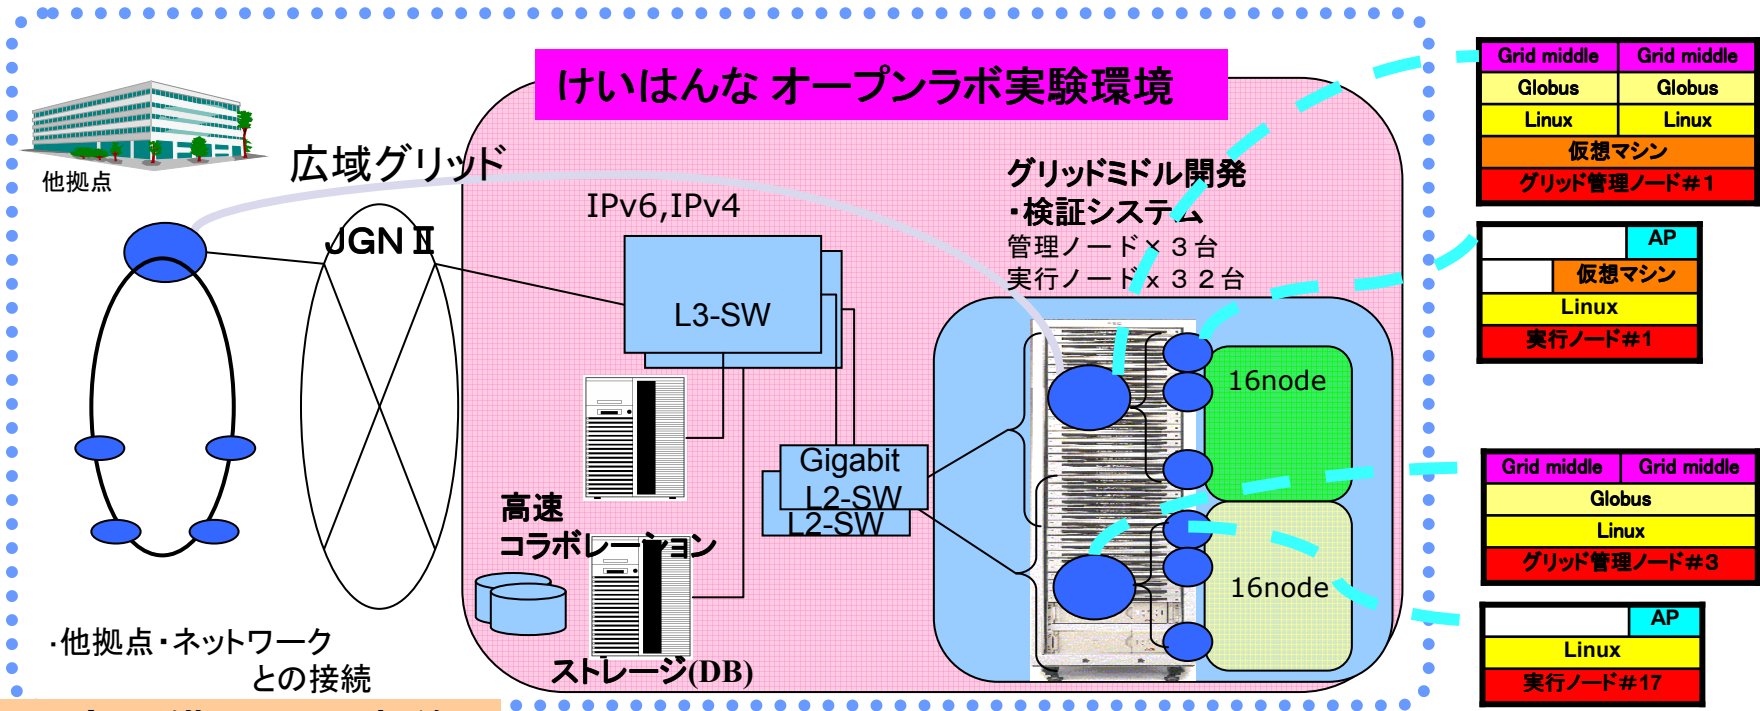 けいはんな オープンラボ実験環境
他拠点
広域グリッド
IPv6,IPv4
JGNⅡ
L3-SW
グリッドミドル開発
・検証システム
管理ノード×３台
実行ノード×３２台
16node
Gigabit
L2-SW
L2-SW
高速
コラボレーション
16node
ストレージ(DB)
・他拠点・ネットワーク
との接続
Grid middle Grid middle
Globus Globus
Linux Linux
仮想マシン
グリッド管理ノード＃1
AP
仮想マシン
Linux
実行ノード#1
Grid middle Grid middle
Globus
Linux
グリッド管理ノード＃3
AP
Linux
実行ノード＃17